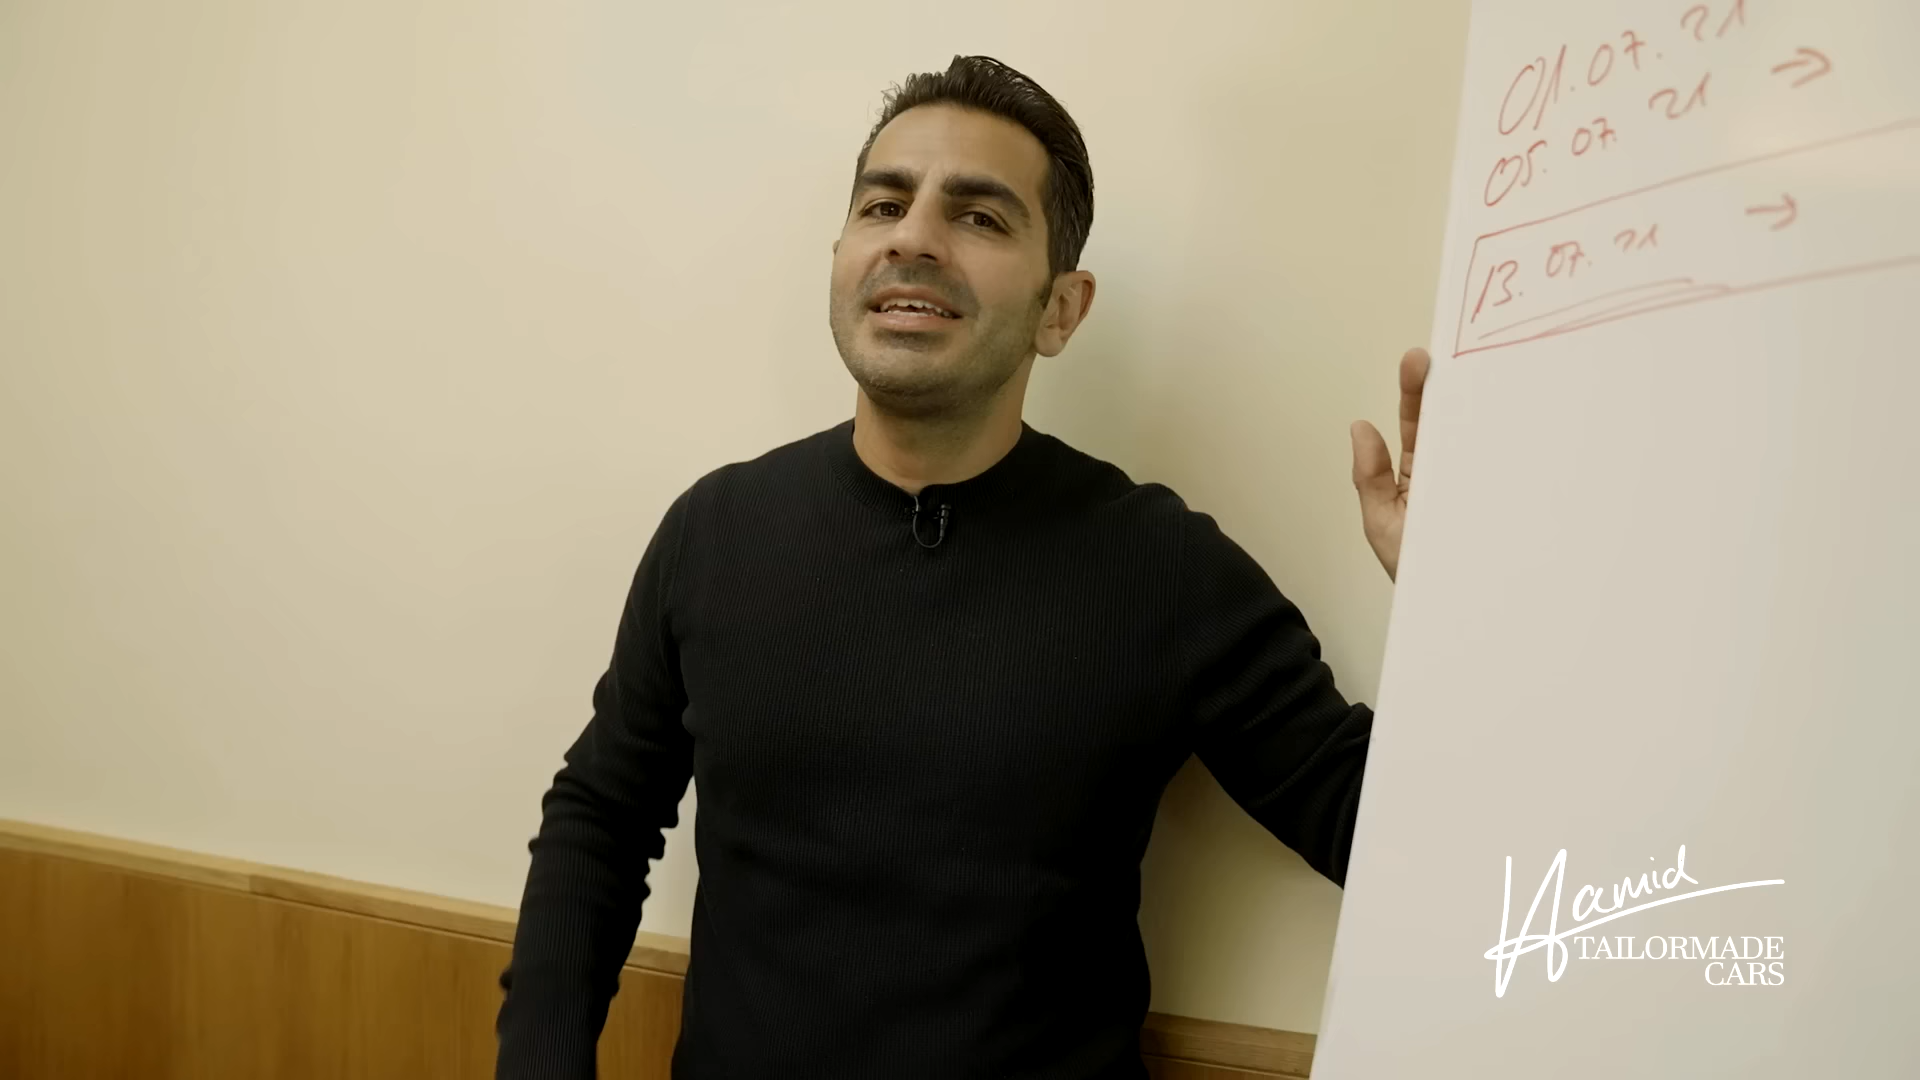 01.07.21
05.07.21 →
13.07.21 →
Hamid
TAILORMADE
CARS